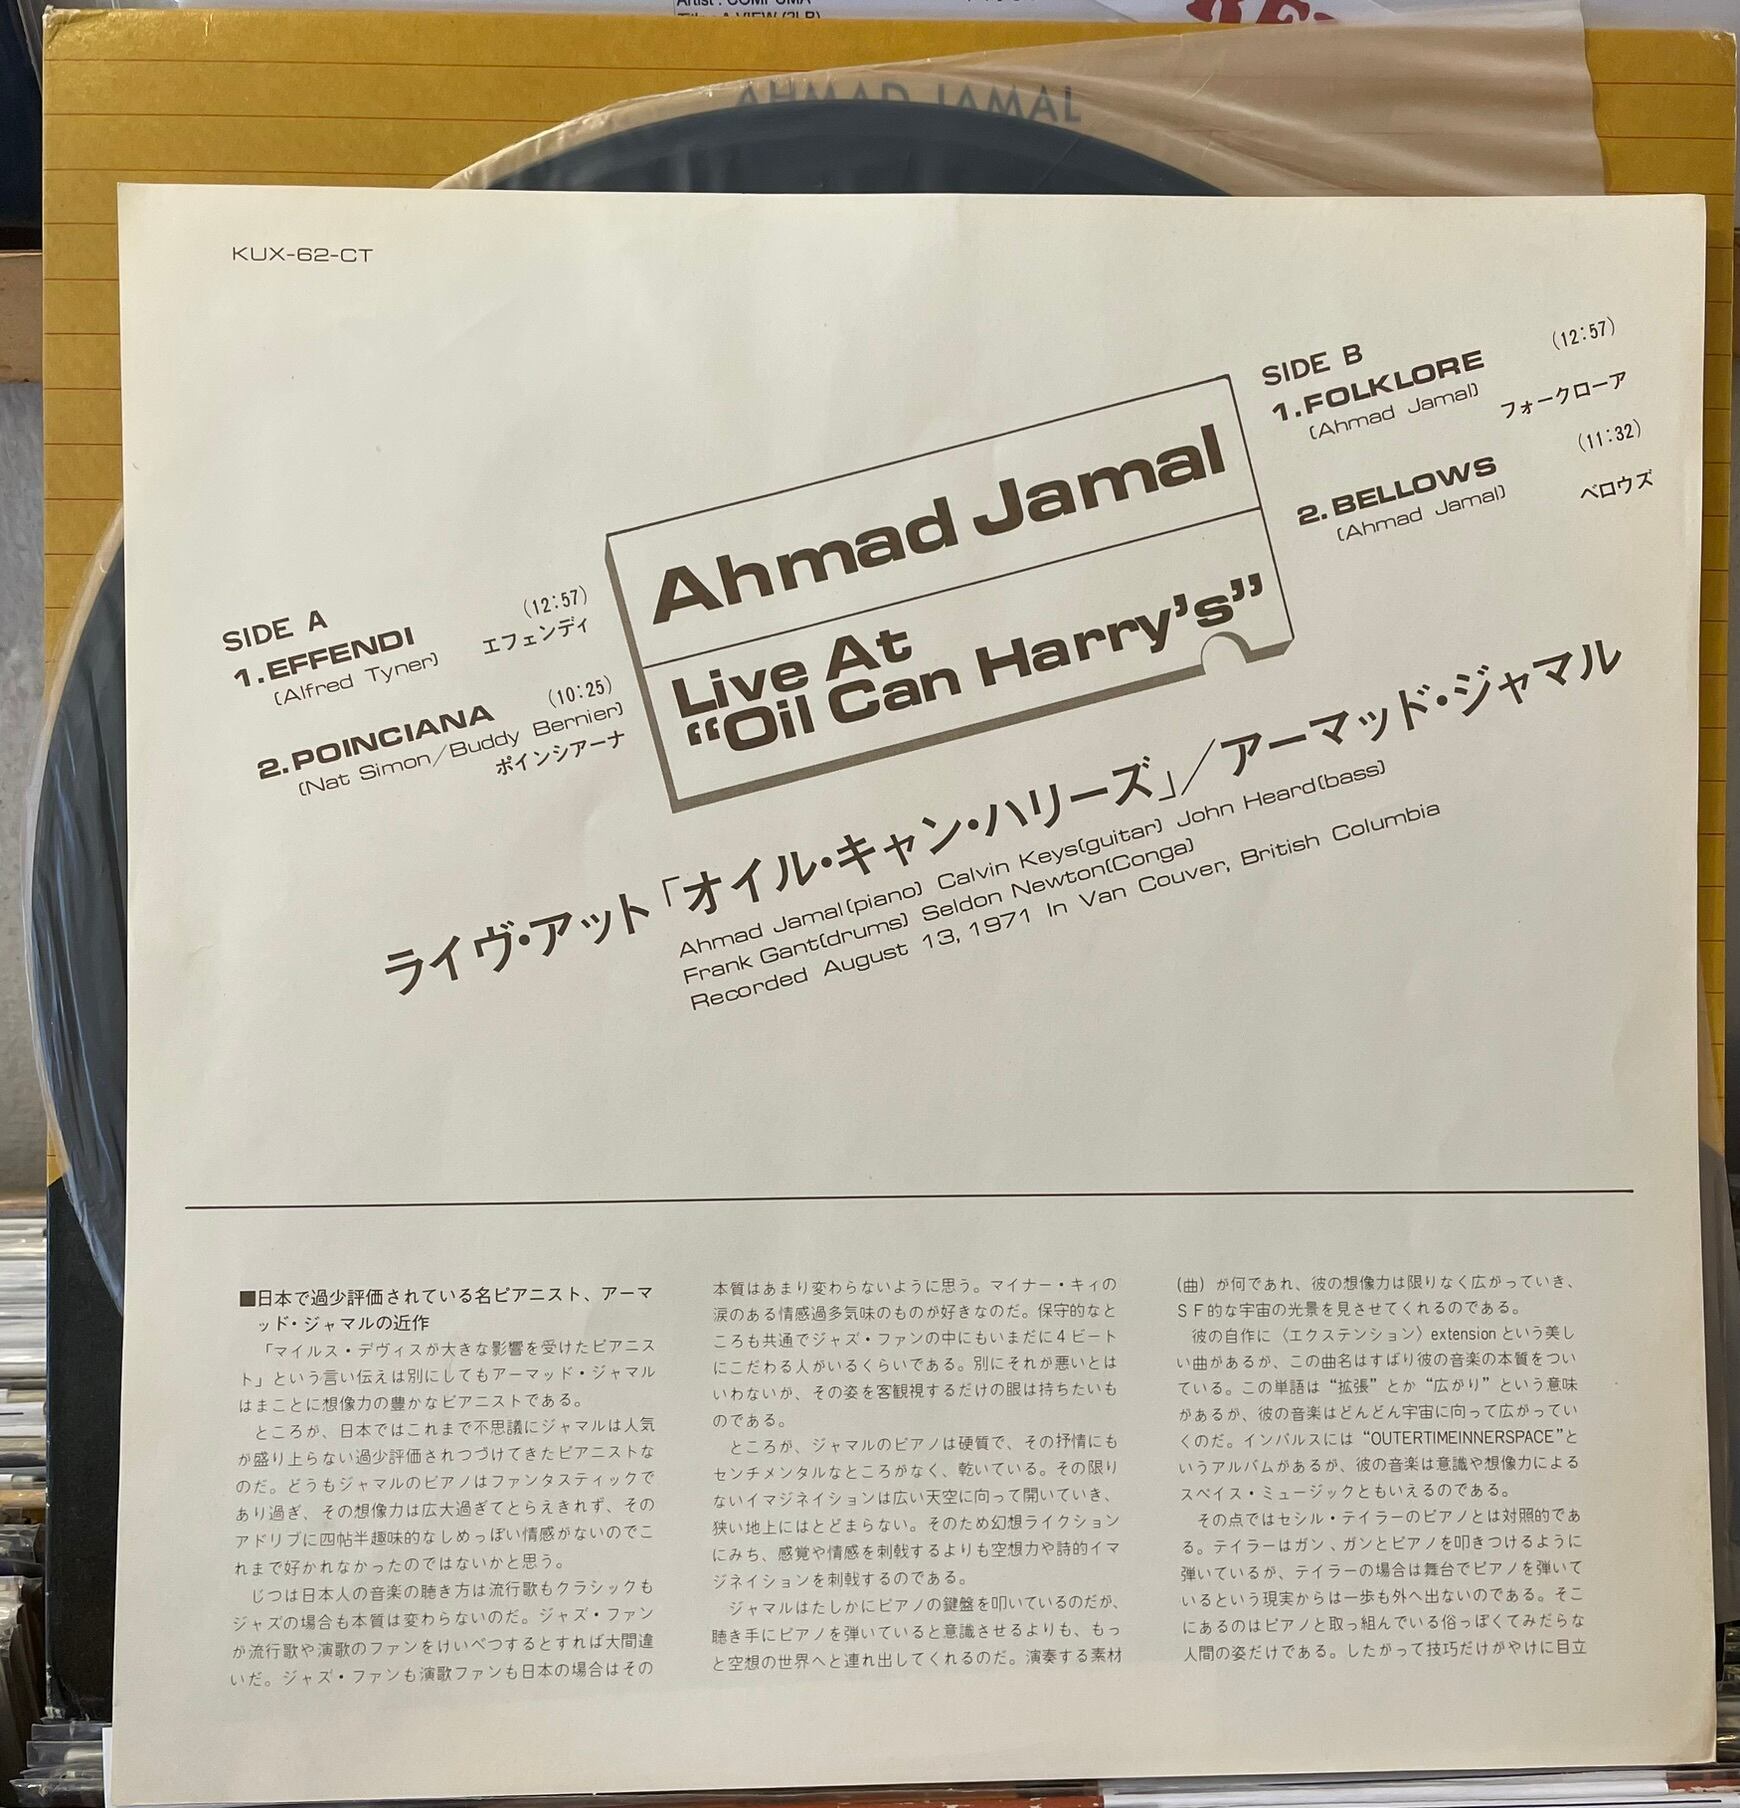 AHMAD JAMAL
KUX-62-CT
SIDE A
1.EFFENDI (12:57)
(Alfred Tyner) エフェンディ
2.POINCIANA (10:25)
(Nat Simon/Buddy Bernier)
ポインシアーナ
Ahmad Jamal
Live At
“Oil Can Harry's”
SIDE B
1.FOLKLORE (12:57)
(Ahmad Jamal) フォークローア
2.BELLOWS (11:32)
(Ahmad Jamal) ベロウズ
ライヴ・アット「オイル・キャン・ハリーズ」/アーマッド・ジャマル
Ahmad Jamal(piano) Calvin Keys(guitar) John Heard(bass)
Frank Gant(drums) Seldon Newton(Conga)
Recorded August 13, 1971 In Van Couver, British Columbia
■日本で過少評価されている名ピアニスト、アーマ
ッド・ジャマルの近作
「マイルス・デヴィスが大きな影響を受けたピアニス
ト」という言い伝えは別にしてもアーマッド・ジャマル
はまことに想像力の豊かなピアニストである。
ところが、日本ではこれまで不思議にジャマルは人気
が盛り上らない過少評価されつづけてきたピアニストな
のだ。どうもジャマルのピアノはファンタスティックで
あり過ぎ、その想像力は広大過ぎてとらえきれず、その
アドリブに四帖半趣味的なしめっぽい情感がないのでこ
れまで好かれなかったのではないかと思う。
じつは日本人の音楽の聴き方は流行歌もクラシックも
ジャズの場合も本質は変わらないのだ。ジャズ・ファン
が流行歌や演歌のファンをけいべつするとすれば大間違
いだ。ジャズ・ファンも演歌ファンも日本の場合はその
本質はあまり変わらないように思う。マイナー・キィの
涙のある情感過多気味のものが好きなのだ。保守的なと
ころも共通でジャズ・ファンの中にもいまだに4ビート
にこだわる人がいるくらいである。別にそれが悪いとは
いわないが、その姿を客観視するだけの眼は持ちたいも
のである。
ところが、ジャマルのピアノは硬質で、その抒情にも
センチメンタルなところがなく、乾いている。その限り
ないイマジネイションは広い天空に向って開いていき、
狭い地上にはとどまらない。そのため幻想ライクション
にみち、感覚や情感を刺戟するよりも空想力や詩的イマ
ジネイションを刺戟するのである。
ジャマルはたしかにピアノの鍵盤を叩いているのだが、
聴き手にピアノを弾いていると意識させるよりも、もっ
と空想の世界へと連れ出してくれるのだ。演奏する素材
(曲)が何であれ、彼の想像力は限りなく広がっていき、
SF的な宇宙の光景を見させてくれるのである。
彼の自作に〈エクステンション〉extensionという美し
い曲があるが、この曲名はすばり彼の音楽の本質をつい
ている。この単語は“拡張”とか“広がり”という意味
があるが、彼の音楽はどんどん宇宙に向って広がってい
くのだ。インパルスには“OUTERTIMEINNERSPACE”と
いうアルバムがあるが、彼の音楽は意識や想像力による
スペイス・ミュージックともいえるのである。
その点ではセシル・テイラーのピアノとは対照的であ
る。テイラーはガン、ガンとピアノを叩きつけるように
弾いているが、テイラーの場合は舞台でピアノを弾いて
いるという現実からは一歩も外へ出ないのである。そこ
にあるのはピアノと取っ組んでいる俗っぽくてみだらな
人間の姿だけである。したがって技巧だけがやけに目立